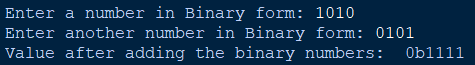 Enter a number in Binary form: 1010
Enter another number in Binary form: 0101
Value after adding the binary numbers:  0b1111